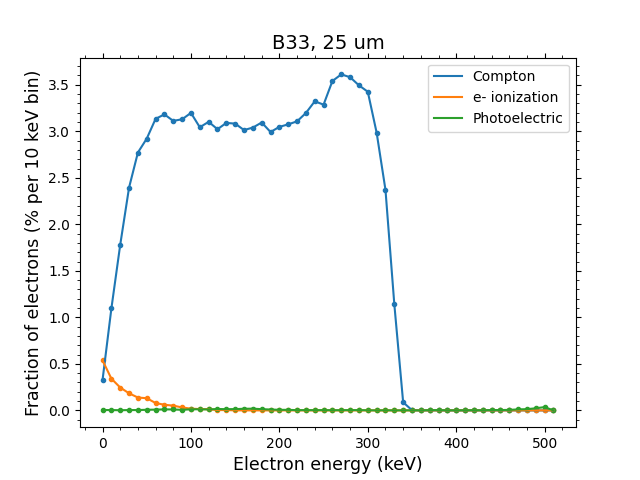 B33, 25 um
Fraction of electrons (% per 10 keV bin)
3.5
3.0
2.5
2.0
1.5
1.0
0.5
0.0
Compton
e- ionization
Photoelectric
0 100 200 300 400 500
Electron energy (keV)